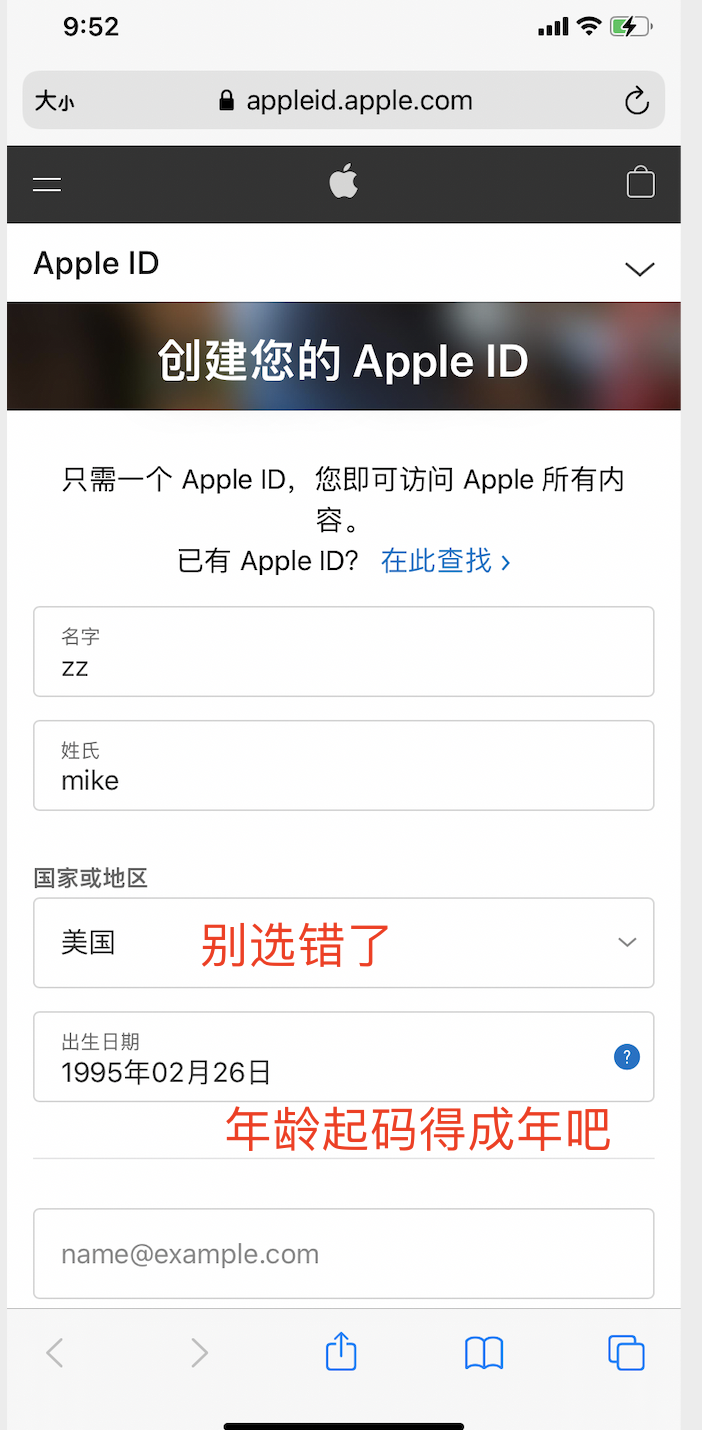 9:52
大小
appleid.apple.com
Apple ID
创建您的 Apple ID
只需一个 Apple ID，您即可访问 Apple 所有内
容。
已有 Apple ID? 在此查找 ›
名字
zz
姓氏
mike
国家或地区
美国 别选错了
出生日期
1995年02月26日
?
年龄起码得成年吧
name@example.com